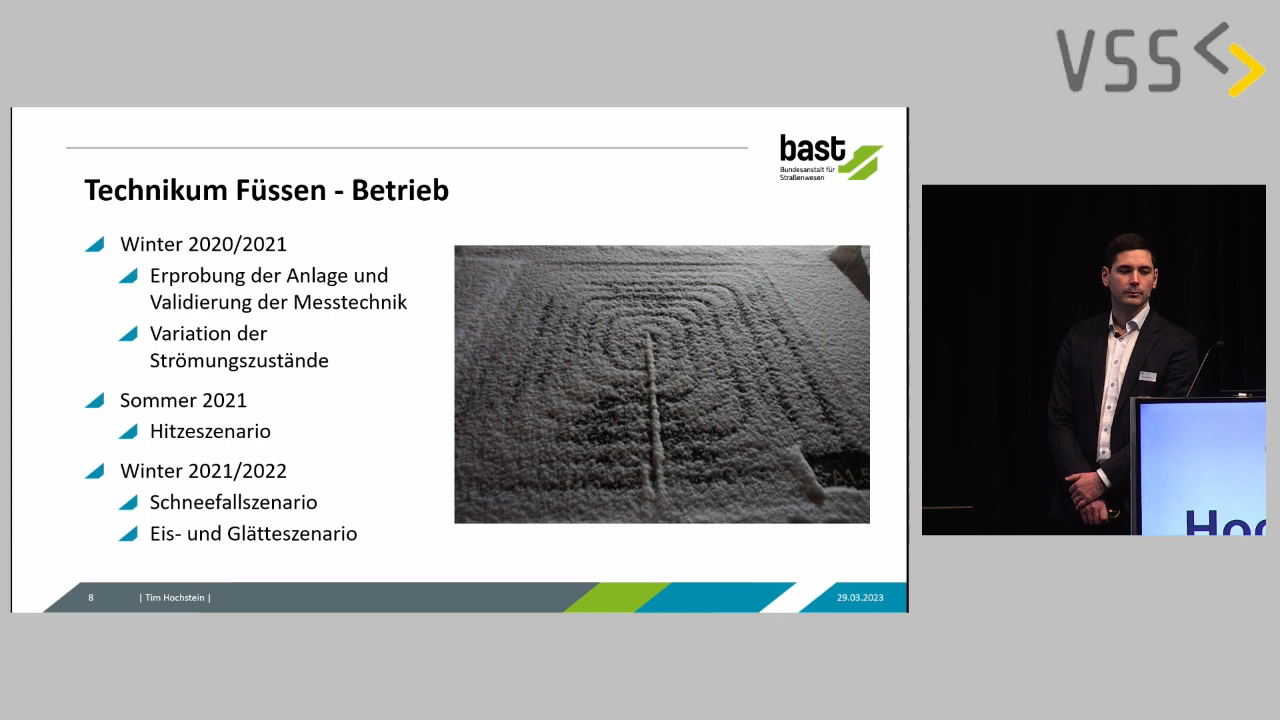 VSS
bast
Bundesanstalt für
Straßenwesen
Technikum Füssen - Betrieb
Winter 2020/2021
Erprobung der Anlage und
Validierung der Messtechnik
Variation der
Strömungszustände
Sommer 2021
Hitzeszenario
Winter 2021/2022
Schneefallszenario
Eis- und Glätteszenario
8 | Tim Hochstein | 29.03.2023